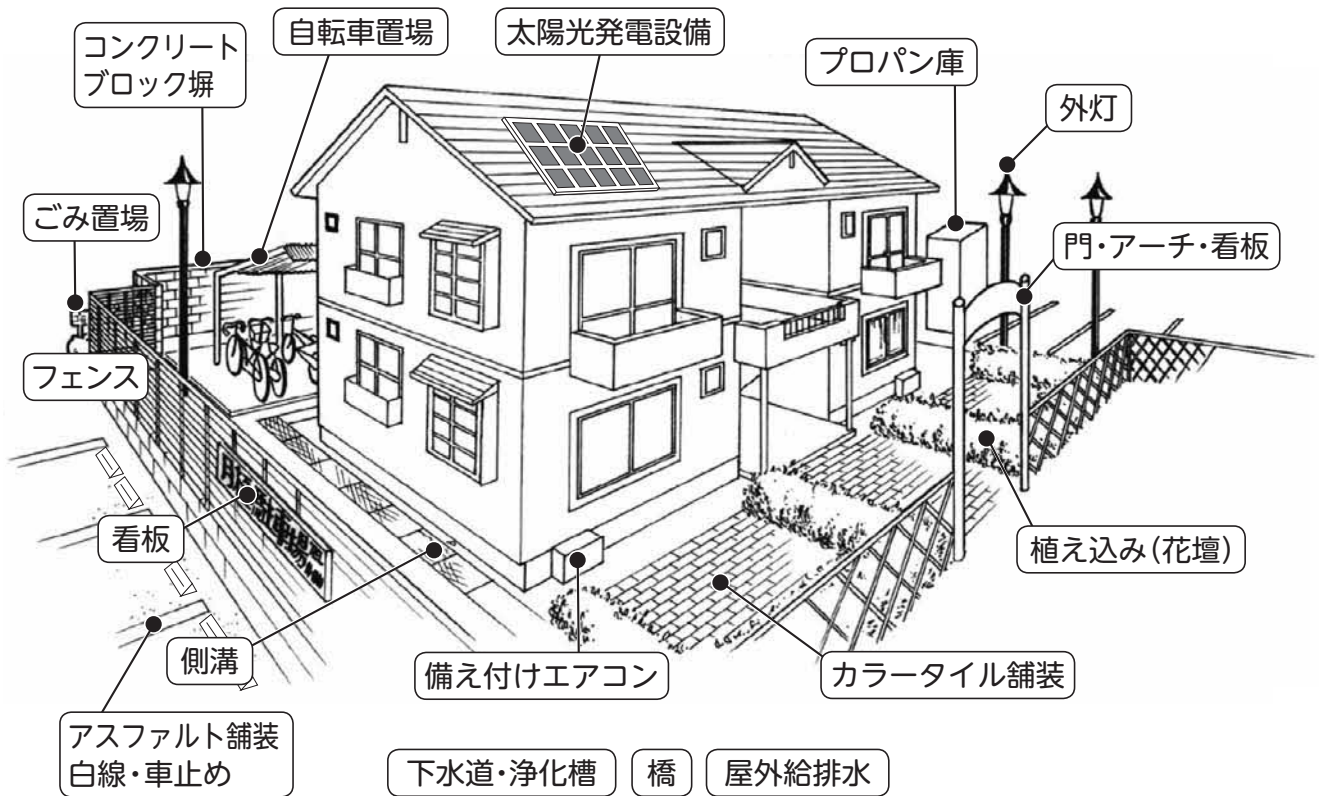 コンクリート
ブロック塀
自転車置場
太陽光発電設備
プロパン庫
外灯
ごみ置場
門・アーチ・看板
フェンス
看板
植え込み(花壇)
側溝
備え付けエアコン
カラータイル舗装
アスファルト舗装
白線・車止め
下水道・浄化槽
橋
屋外給排水